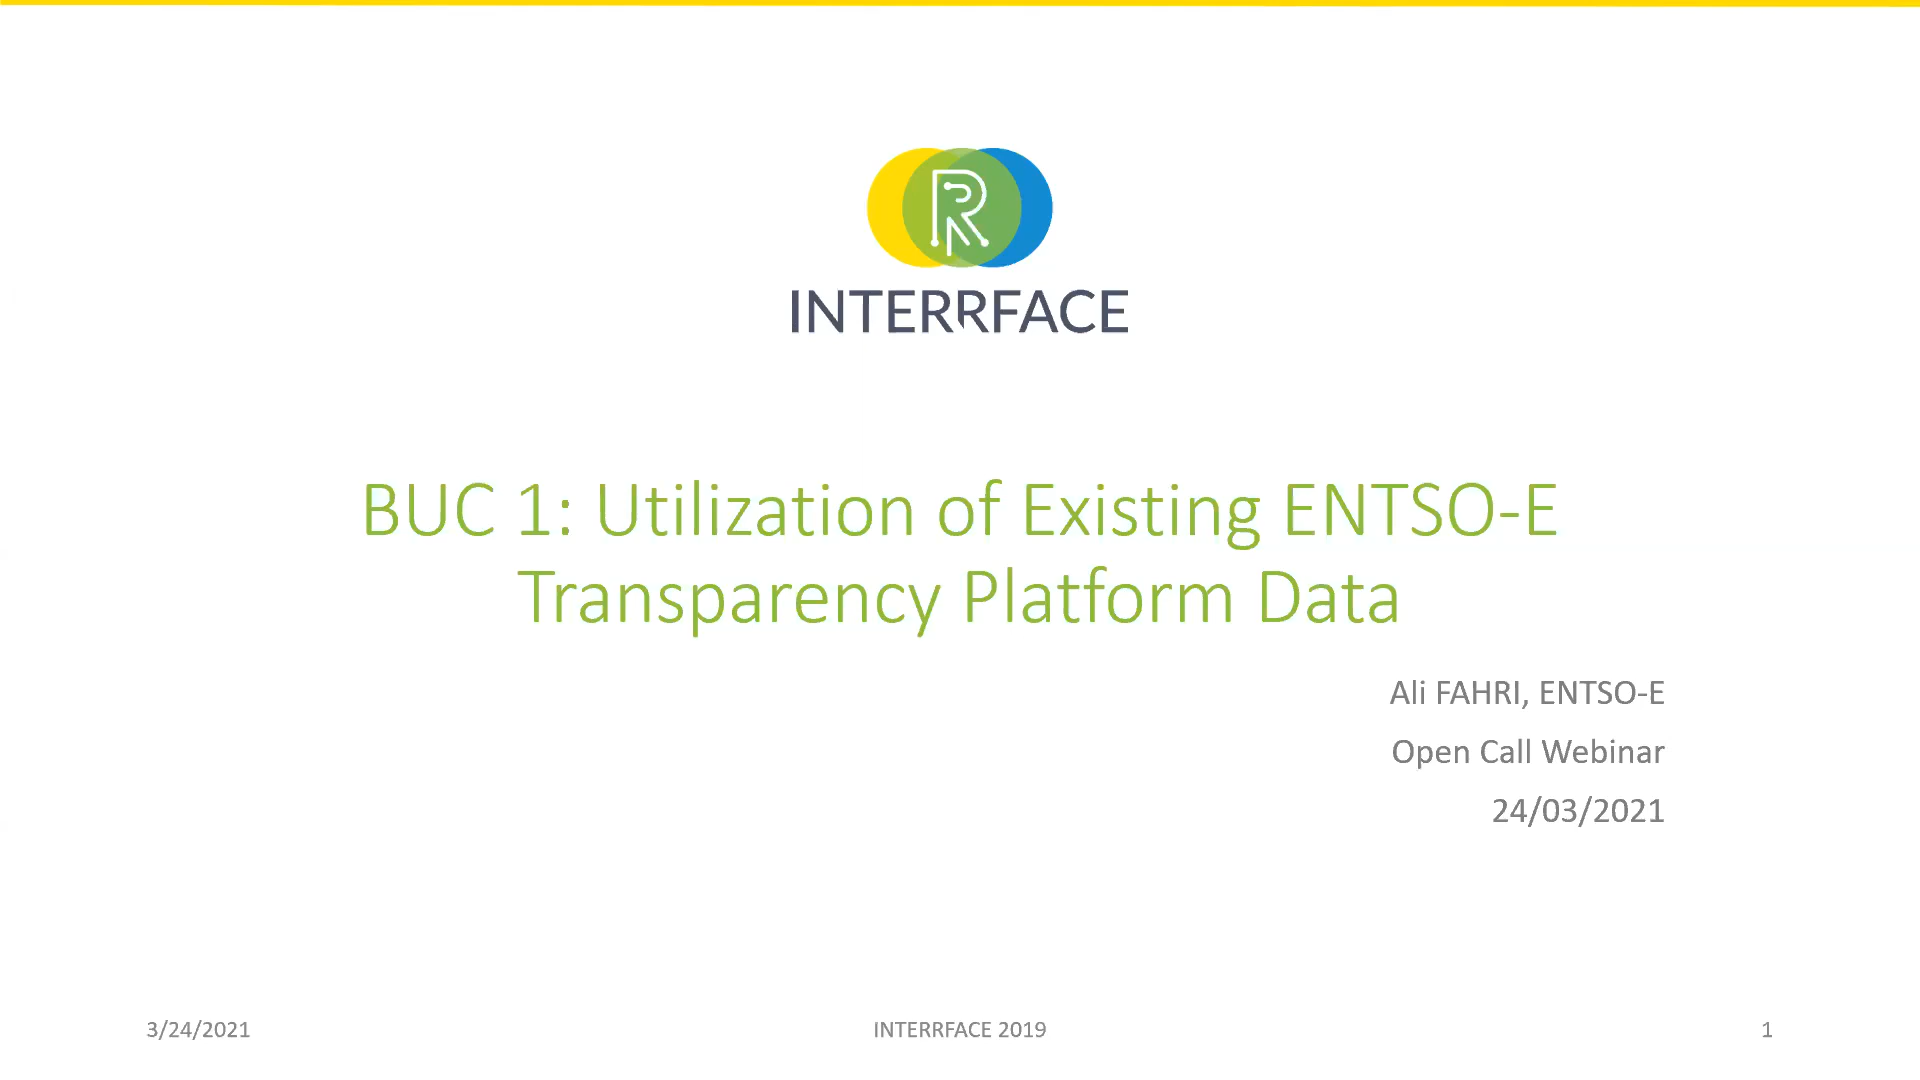 R
INTERRFACE
BUC 1: Utilization of Existing ENTSO-E
Transparency Platform Data
Ali FAHRI, ENTSO-E
Open Call Webinar
24/03/2021
3/24/2021
INTERRFACE 2019
1